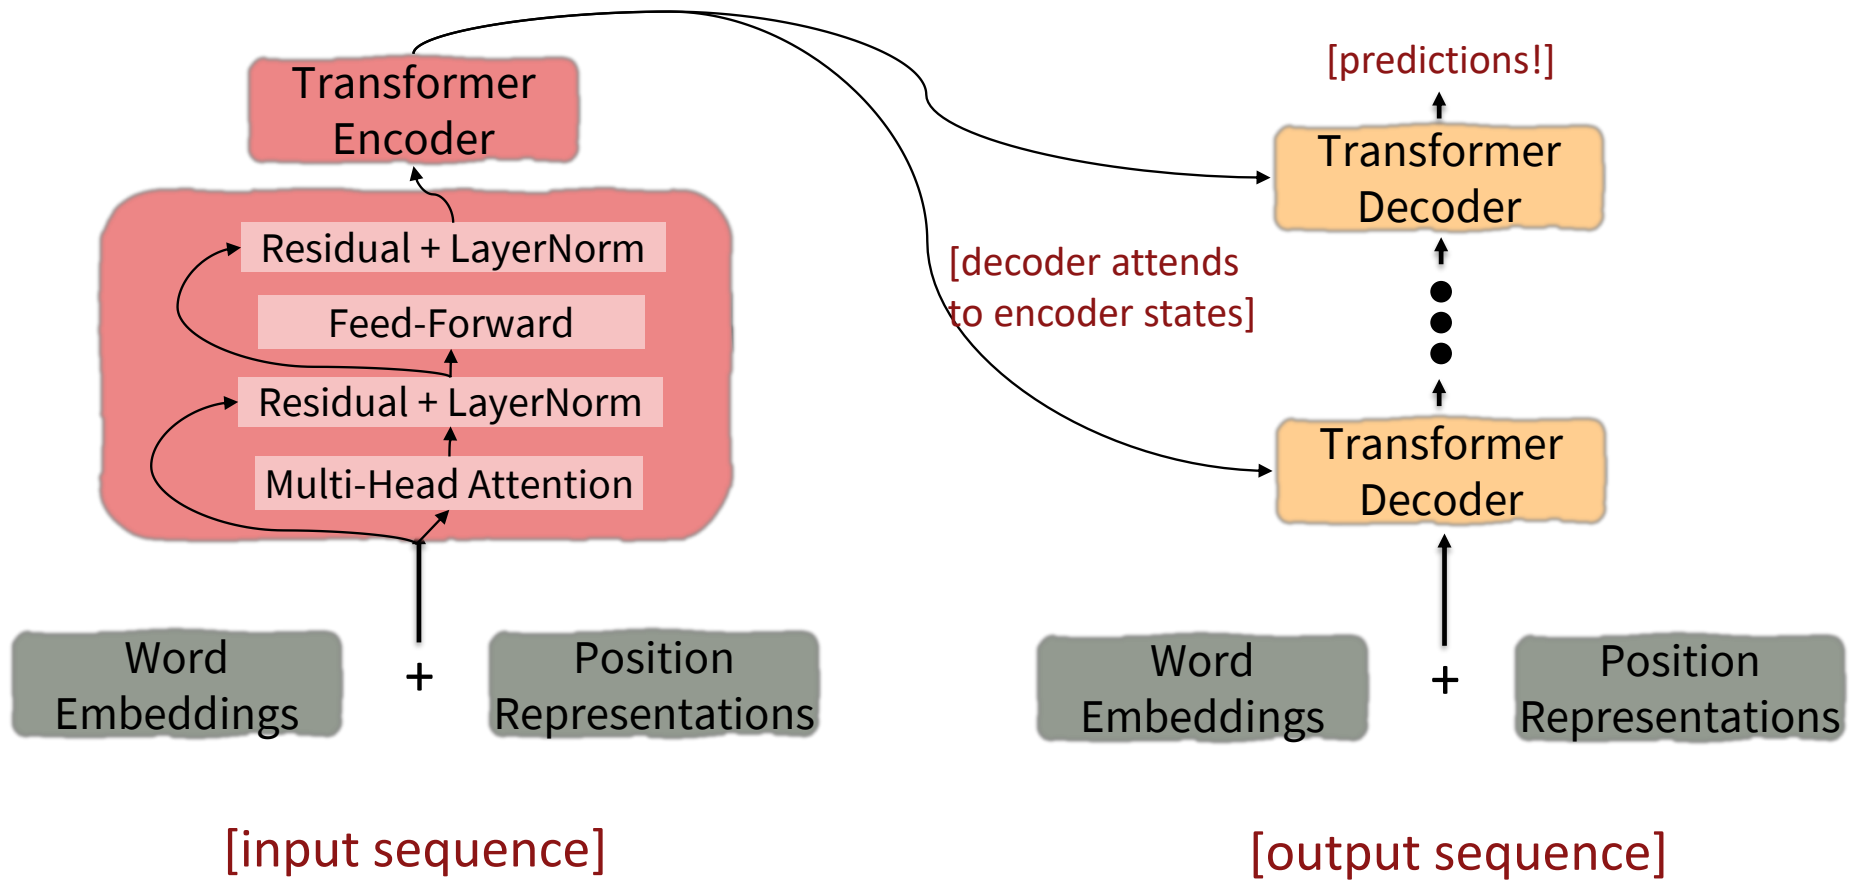 Transformer
Encoder
Residual + LayerNorm
Feed-Forward
Residual + LayerNorm
Multi-Head Attention
Word
Embeddings
+
Position
Representations
[input sequence]
[decoder attends
to encoder states]
[predictions!]
Transformer
Decoder
Transformer
Decoder
Word
Embeddings
+
Position
Representations
[output sequence]